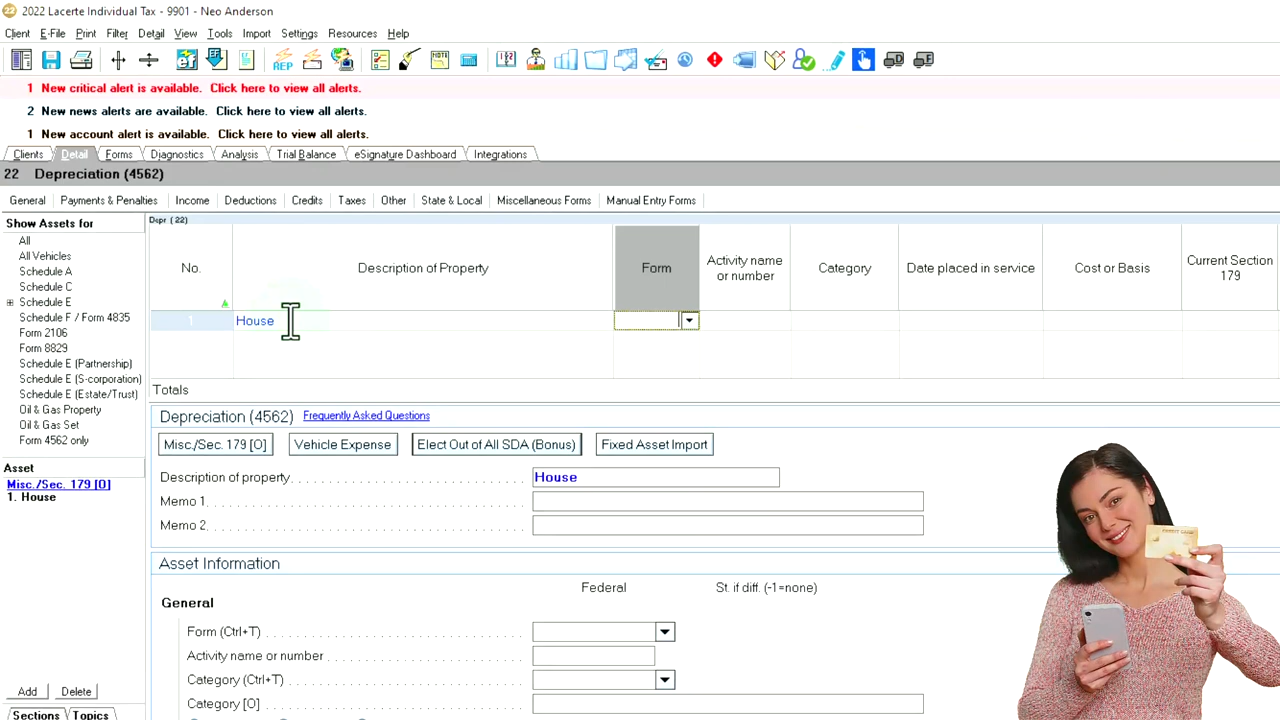 22 2022 Lacerte Individual Tax - 9901 - Neo Anderson
Client E-File Print Filter Detail View Tools Import Settings Resources Help
1 New critical alert is available. Click here to view all alerts.
2 New news alerts are available. Click here to view all alerts.
1 New account alert is available. Click here to view all alerts.
Clients Detail Forms Diagnostics Analysis Trial Balance eSignature Dashboard Integrations
22 Depreciation (4562)
General Payments & Penalties Income Deductions Credits Taxes Other State & Local Miscellaneous Forms Manual Entry Forms
Show Assets for
All
All Vehicles
Schedule A
Schedule C
Schedule E
Schedule F / Form 4835
Form 2106
Form 8829
Schedule E (Partnership)
Schedule E (S-corporation)
Schedule E (Estate/Trust)
Oil & Gas Property
Oil & Gas Set
Form 4562 only
Asset
Misc./Sec. 179 [O]
1. House
Add Delete
Sections Topics
Depr (22)
No. Description of Property Form Activity name or number Category Date placed in service Cost or Basis Current Section 179
1 House
Totals
Depreciation (4562) Frequently Asked Questions
Misc./Sec. 179 [O] Vehicle Expense Elect Out of All SDA (Bonus) Fixed Asset Import
Description of property House
Memo 1
Memo 2
Asset Information
Federal St. if diff. (-1=none)
General
Form (Ctrl+T)
Activity name or number
Category (Ctrl+T)
Category [O]